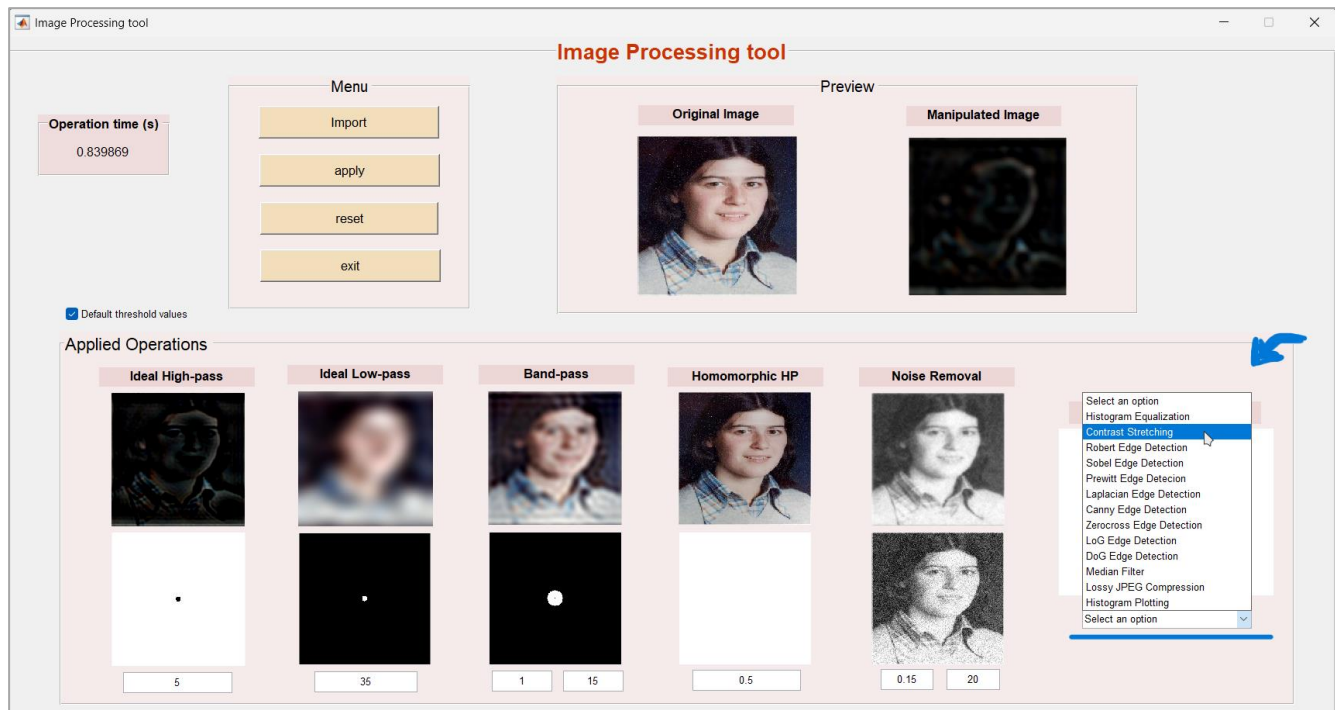 Image Processing tool
Image Processing tool
Operation time (s)
0.839869
Menu
Import
apply
reset
exit
Preview
Original Image
Manipulated Image
Default threshold values
Applied Operations
Ideal High-pass
5
Ideal Low-pass
35
Band-pass
1 15
Homomorphic HP
0.5
Noise Removal
0.15 20
Select an option
Histogram Equalization
Contrast Stretching
Robert Edge Detection
Sobel Edge Detection
Prewitt Edge Detecion
Laplacian Edge Detection
Canny Edge Detection
Zerocross Edge Detection
LoG Edge Detection
DoG Edge Detection
Median Filter
Lossy JPEG Compression
Histogram Plotting
Select an option